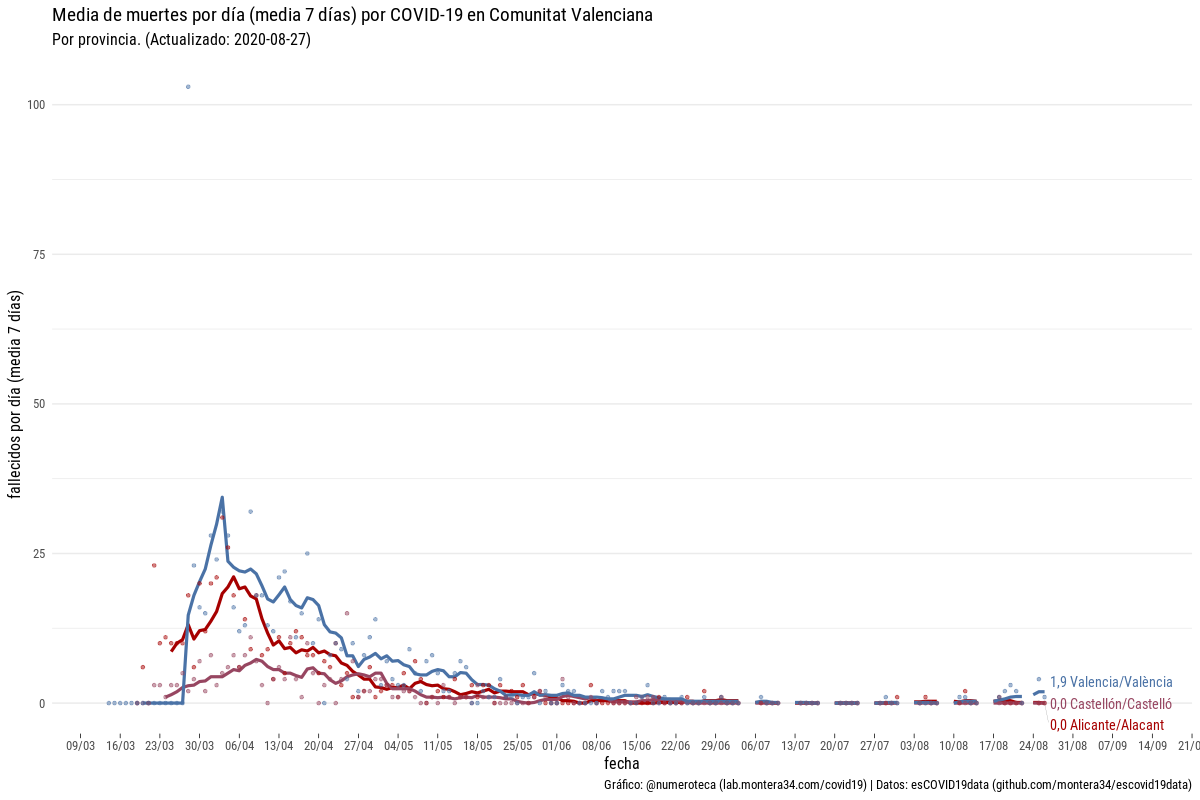 Media de muertes por día (media 7 días) por COVID-19 en Comunitat Valenciana
Por provincia. (Actualizado: 2020-08-27)
fallecidos por día (media 7 días)
100
75
50
25
0
1,9 Valencia/València
0,0 Castellón/Castelló
0,0 Alicante/Alacant
09/03 16/03 23/03 30/03 06/04 13/04 20/04 27/04 04/05 11/05 18/05 25/05 01/06 08/06 15/06 22/06 29/06 06/07 13/07 20/07 27/07 03/08 10/08 17/08 24/08 31/08 07/09 14/09 21/0
fecha
Gráfico: @numeroteca (lab.montera34.com/covid19) | Datos: esCOVID19data (github.com/montera34/escovid19data)